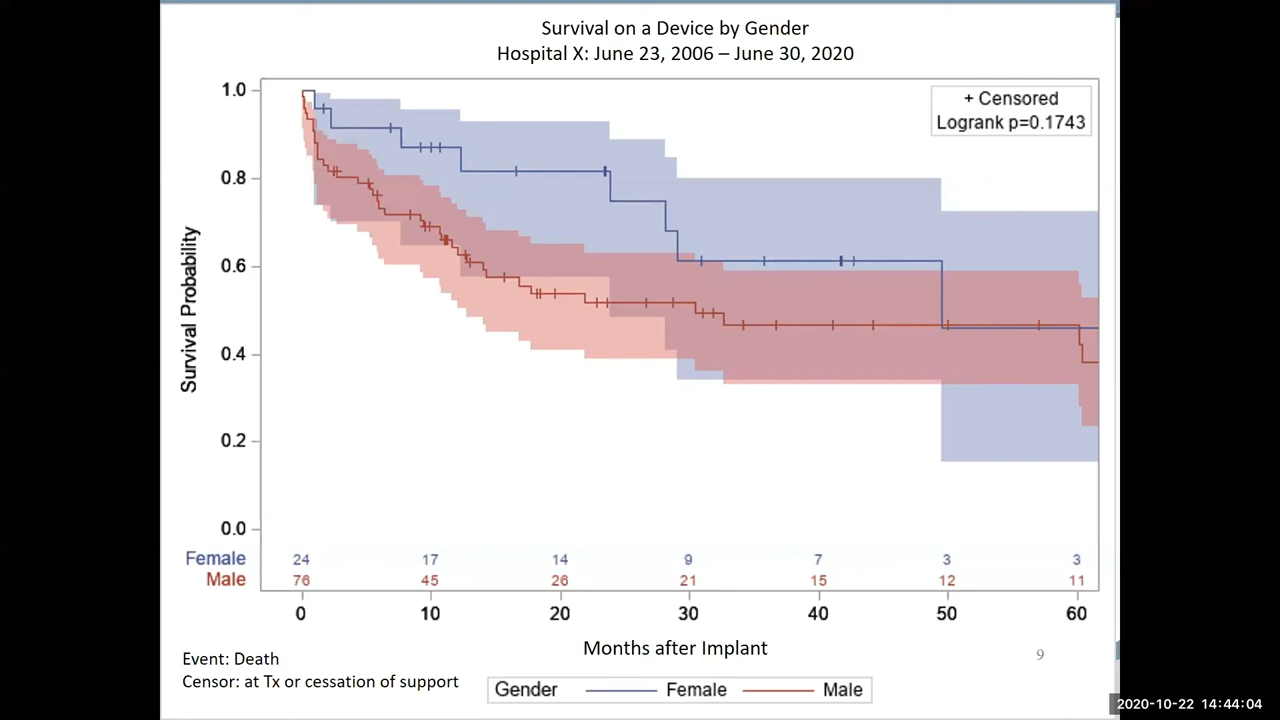 Survival on a Device by Gender
Hospital X: June 23, 2006 – June 30, 2020
+ Censored
Logrank p=0.1743
Survival Probability
1.0
0.8
0.6
0.4
0.2
0.0
Female 24 17 14 9 7 3 3
Male 76 45 26 21 15 12 11
0 10 20 30 40 50 60
Months after Implant
Event: Death
Censor: at Tx or cessation of support
9
Gender Female Male
2020-10-22 14:44:04